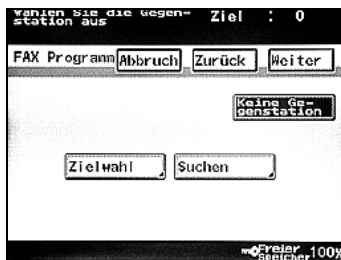 Wählen Sie die Gegen-
station aus
Ziel : 0
FAX Programm Abbruch Zurück Weiter
Keine Ge-
genstation
Zielwahl Suchen
Freier
Speicher 100%